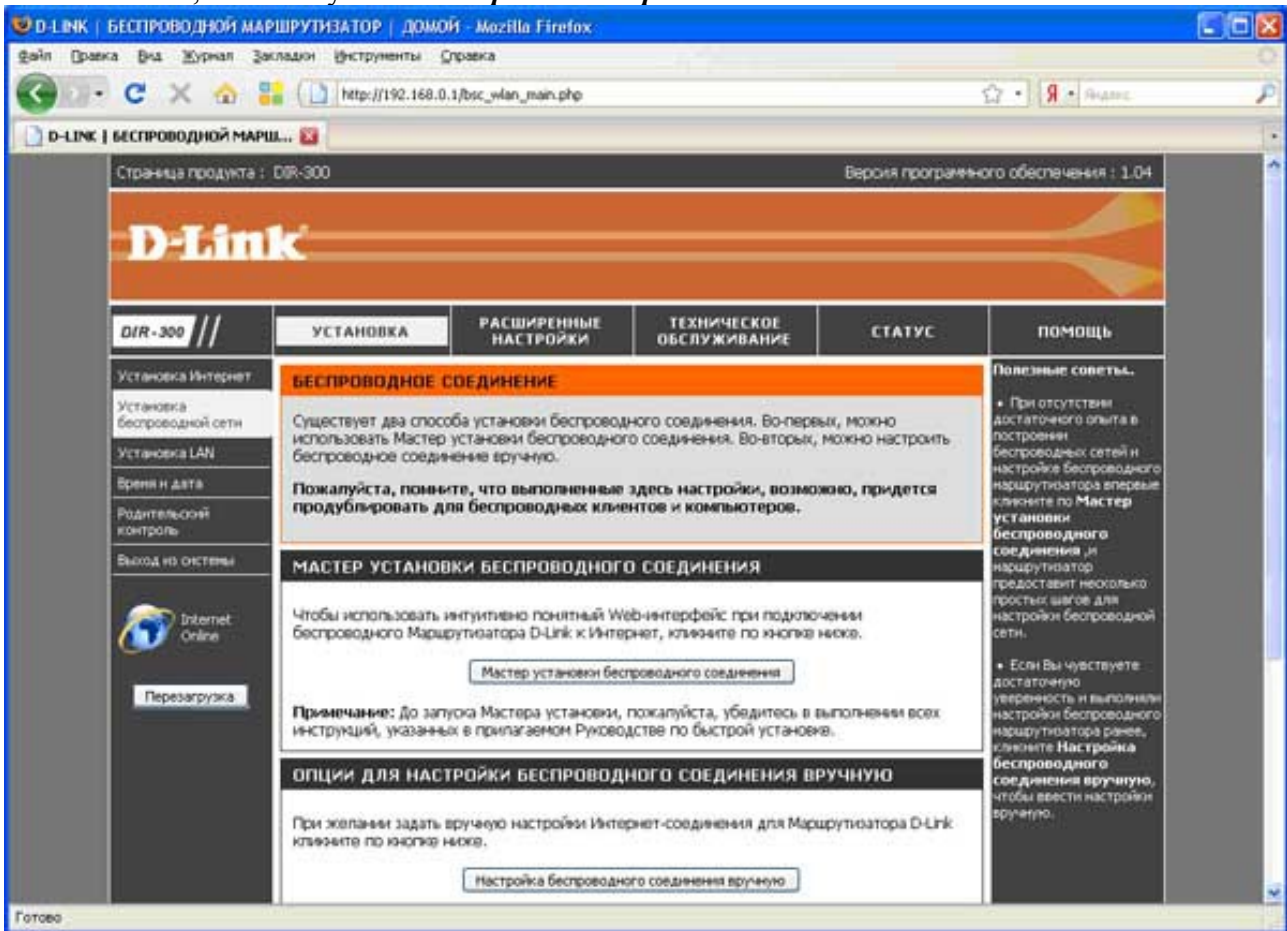 D-LINK | БЕСПРОВОДНОЙ МАРШРУТИЗАТОР | ДОМОЙ - Mozilla Firefox
Файл Правка Вид Журнал Закладки Инструменты Справка
http://192.168.0.1/bsc_wlan_main.php
Яндекс
D-LINK | БЕСПРОВОДНОЙ МАРШ...
Страница продукта : DIR-300
Версия программного обеспечения : 1.04
D-Link
DIR-300
УСТАНОВКА
РАСШИРЕННЫЕ
НАСТРОЙКИ
ТЕХНИЧЕСКОЕ
ОБСЛУЖИВАНИЕ
СТАТУС
ПОМОЩЬ
Установка Интернет
Установка
беспроводной сети
Установка LAN
Время и дата
Родительский
контроль
Выход из системы
Internet
Online
Перезагрузка
БЕСПРОВОДНОЕ СОЕДИНЕНИЕ
Существует два способа установки беспроводного соединения. Во-первых, можно
использовать Мастер установки беспроводного соединения. Во-вторых, можно настроить
беспроводное соединение вручную.
Пожалуйста, помните, что выполненные здесь настройки, возможно, придется
продублировать для беспроводных клиентов и компьютеров.
МАСТЕР УСТАНОВКИ БЕСПРОВОДНОГО СОЕДИНЕНИЯ
Чтобы использовать интуитивно понятный Web-интерфейс при подключении
беспроводного Маршрутизатора D-Link к Интернет, кликните по кнопке ниже.
Мастер установки беспроводного соединения
Примечание: До запуска Мастера установки, пожалуйста, убедитесь в выполнении всех
инструкций, указанных в прилагаемом Руководстве по быстрой установке.
ОПЦИИ ДЛЯ НАСТРОЙКИ БЕСПРОВОДНОГО СОЕДИНЕНИЯ ВРУЧНУЮ
При желании задать вручную настройки Интернет-соединения для Маршрутизатора D-Link
кликните по кнопке ниже.
Настройка беспроводного соединения вручную
Полезные советы..
• При отсутствии
достаточного опыта в
построении
беспроводных сетей и
настройке беспроводного
маршрутизатора впервые
кликните по Мастер
установки
беспроводного
соединения ,и
маршрутизатор
предоставит несколько
простых шагов для
настройки беспроводной
сети.
• Если Вы чувствуете
достаточную
уверенность и выполняли
настройки беспроводного
маршрутизатора ранее,
кликните Настройка
беспроводного
соединения вручную,
чтобы ввести настройки
вручную.
Готово